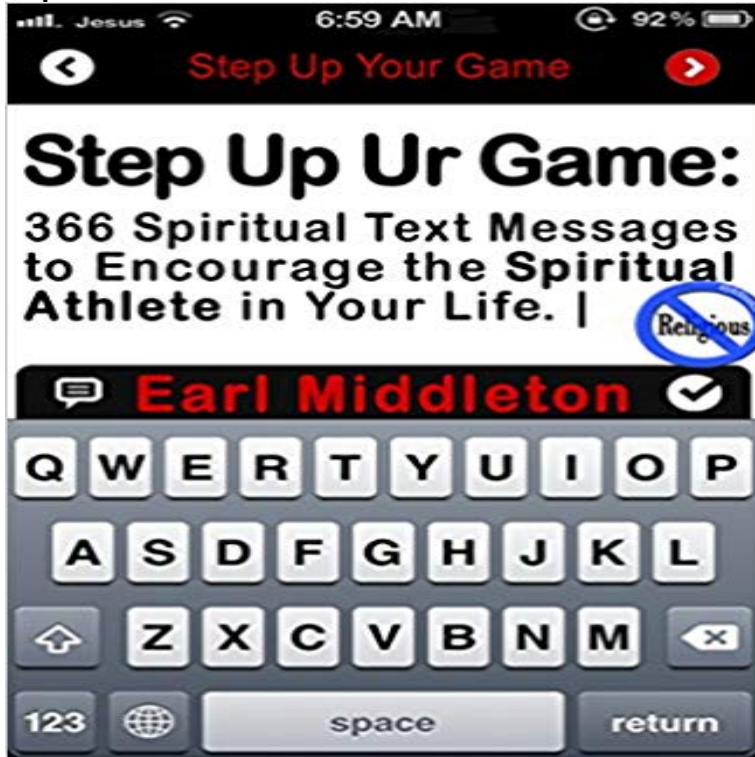 Jesus 6:59 AM 92%
Step Up Your Game
Step Up Ur Game:
366 Spiritual Text Messages
to Encourage the Spiritual
Athlete in Your Life. |
Religious
Earl Middleton
Q W E R T Y U I O P
A S D F G H J K L
Z X C V B N M
123 space return